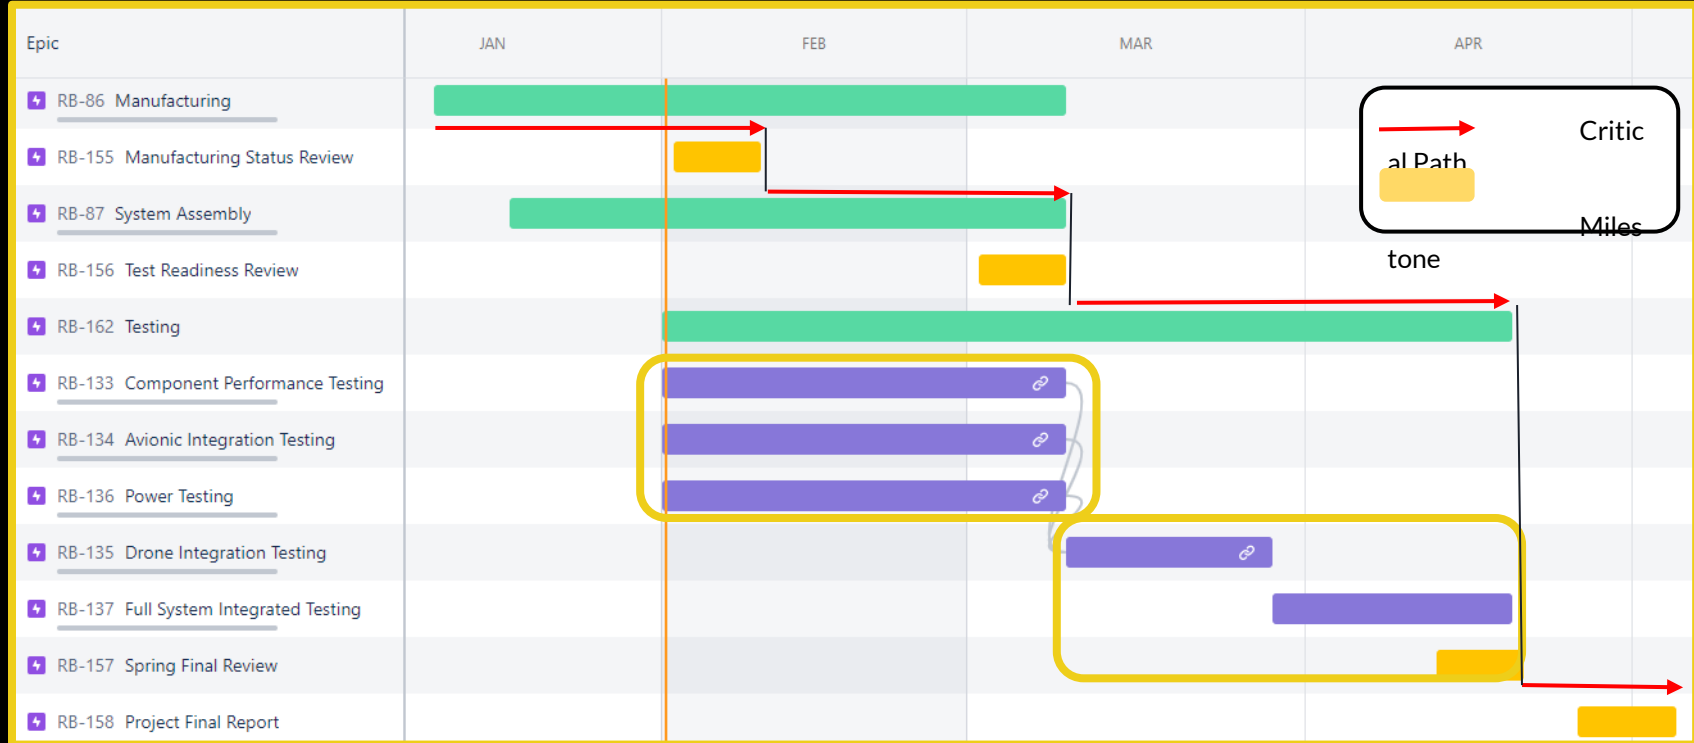 Epic JAN FEB MAR APR
RB-86 Manufacturing
Critic
al Path
Miles
tone
RB-155 Manufacturing Status Review
RB-87 System Assembly
RB-156 Test Readiness Review
RB-162 Testing
RB-133 Component Performance Testing
RB-134 Avionic Integration Testing
RB-136 Power Testing
RB-135 Drone Integration Testing
RB-137 Full System Integrated Testing
RB-157 Spring Final Review
RB-158 Project Final Report